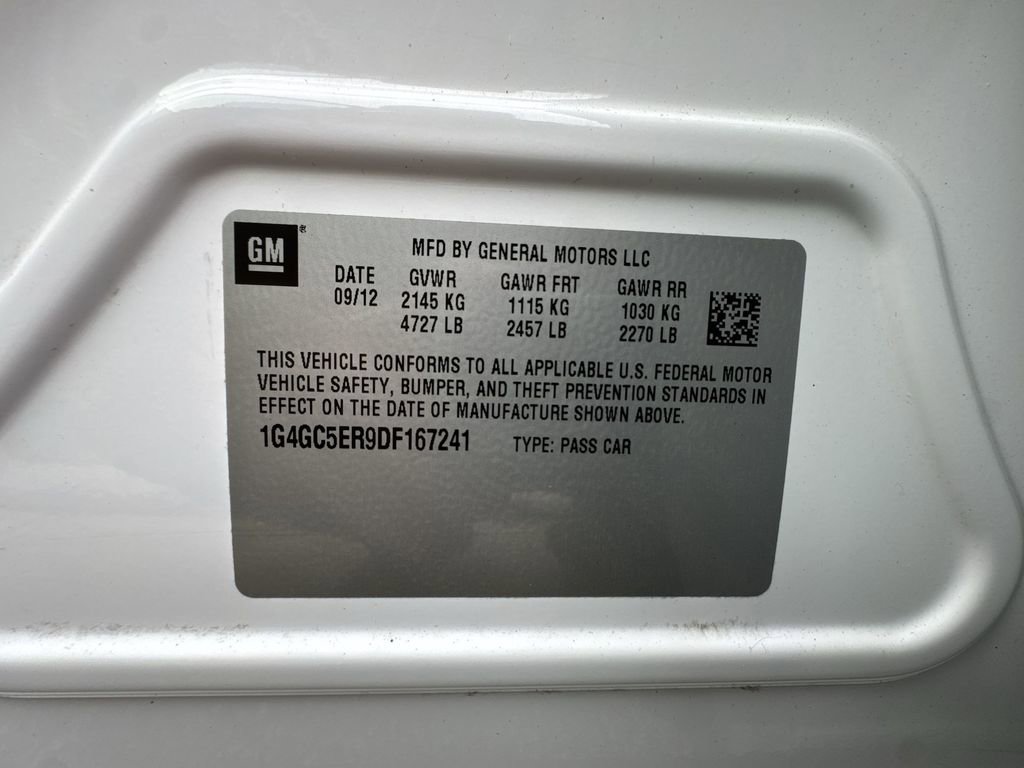 GM ®
MFD BY GENERAL MOTORS LLC
DATE GVWR GAWR FRT GAWR RR
09/12 2145 KG 1115 KG 1030 KG
4727 LB 2457 LB 2270 LB
THIS VEHICLE CONFORMS TO ALL APPLICABLE U.S. FEDERAL MOTOR
VEHICLE SAFETY, BUMPER, AND THEFT PREVENTION STANDARDS IN
EFFECT ON THE DATE OF MANUFACTURE SHOWN ABOVE.
1G4GC5ER9DF167241 TYPE: PASS CAR